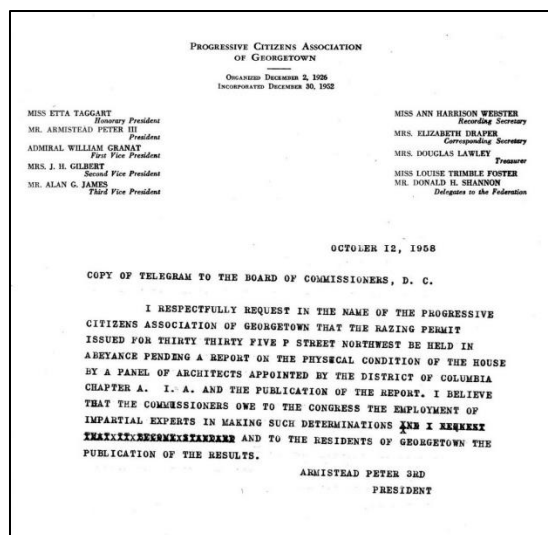 PROGRESSIVE CITIZENS ASSOCIATION
OF GEORGETOWN
ORGANIZED DECEMBER 2, 1926
INCORPORATED DECEMBER 30, 1952
MISS ETTA TAGGART
Honorary President
MR. ARMISTEAD PETER III
President
ADMIRAL WILLIAM GRANAT
First Vice President
MRS. J. H. GILBERT
Second Vice President
MR. ALAN G. JAMES
Third Vice President
MISS ANN HARRISON WEBSTER
Recording Secretary
MRS. ELIZABETH DRAPER
Corresponding Secretary
MRS. DOUGLAS LAWLEY
Treasurer
MISS LOUISE TRIMBLE FOSTER
MR. DONALD H. SHANNON
Delegates to the Federation
OCTOBER 12, 1958
COPY OF TELEGRAM TO THE BOARD OF COMMISSIONERS, D. C.
I RESPECTFULLY REQUEST IN THE NAME OF THE PROGRESSIVE
CITIZENS ASSOCIATION OF GEORGETOWN THAT THE RAZING PERMIT
ISSUED FOR THIRTY THIRTY FIVE P STREET NORTHWEST BE HELD IN
ABEYANCE PENDING A REPORT ON THE PHYSICAL CONDITION OF THE HOUSE
BY A PANEL OF ARCHITECTS APPOINTED BY THE DISTRICT OF COLUMBIA
CHAPTER A. I. A. AND THE PUBLICATION OF THE REPORT. I BELIEVE
THAT THE COMMISSIONERS OWE TO THE CONGRESS THE EMPLOYMENT OF
IMPARTIAL EXPERTS IN MAKING SUCH DETERMINATIONS AND I REQUEST
THAT IT BECOME STANDARD AND TO THE RESIDENTS OF GEORGETOWN THE
PUBLICATION OF THE RESULTS.
ARMISTEAD PETER 3RD
PRESIDENT